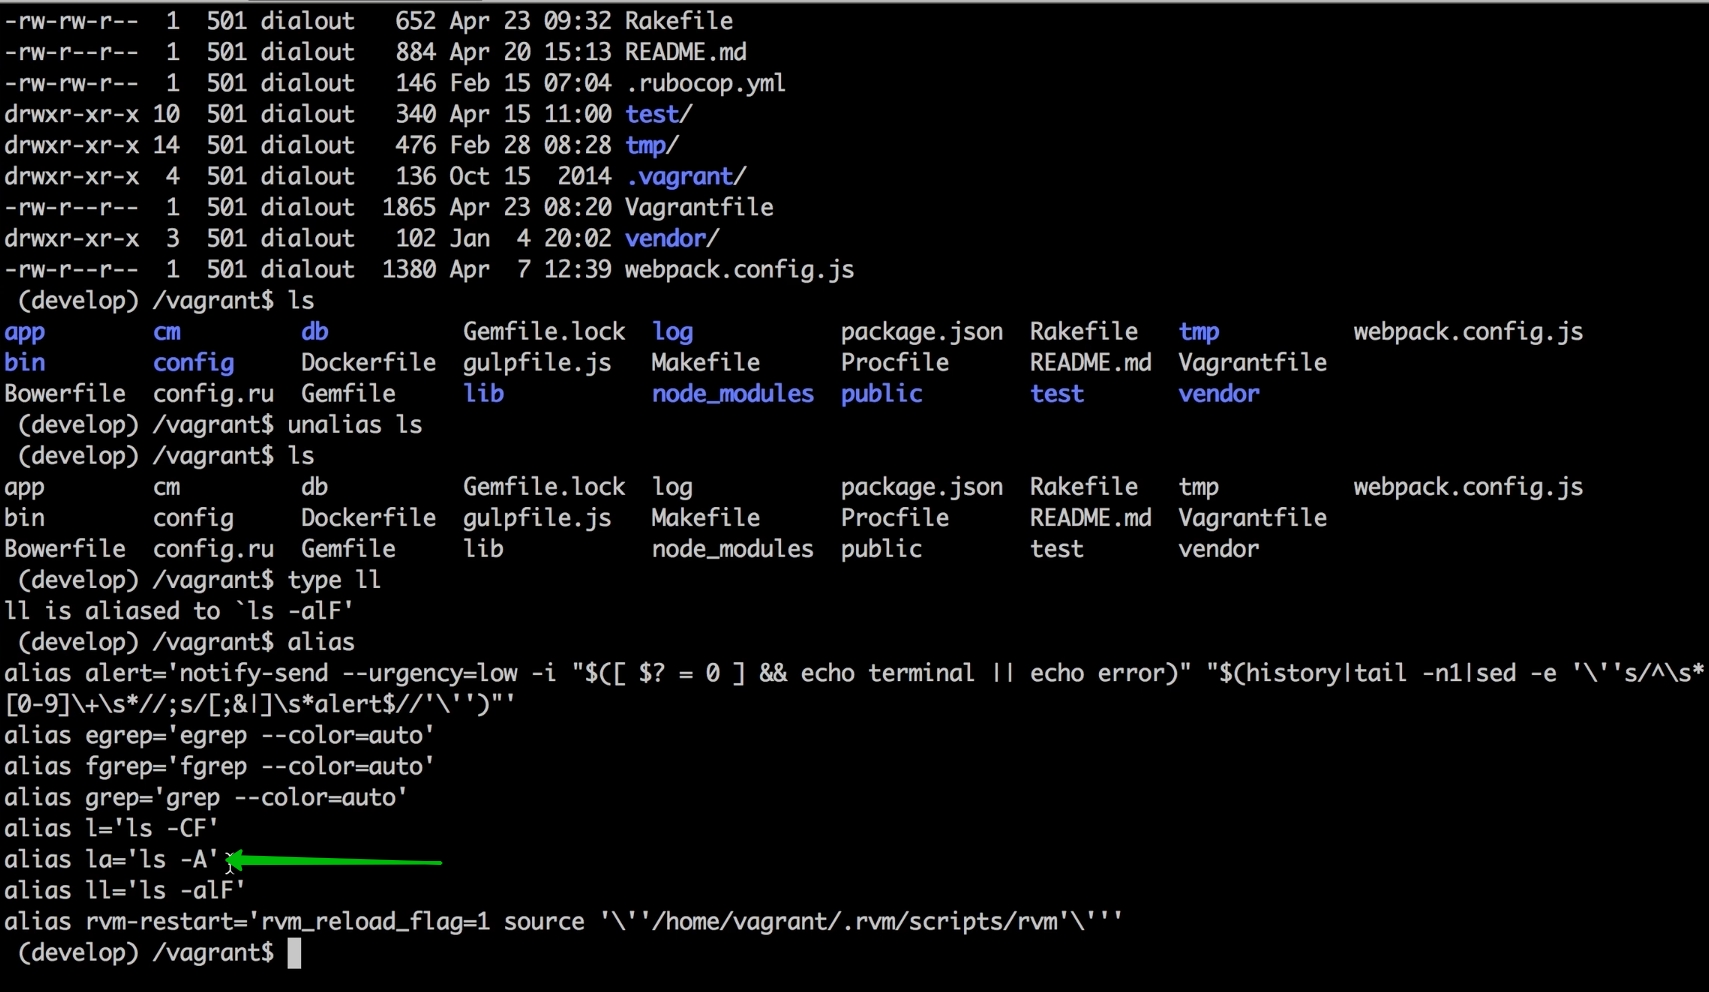 -rw-rw-r--  1  501 dialout   652 Apr 23 09:32 Rakefile
-rw-r--r--  1  501 dialout   884 Apr 20 15:13 README.md
-rw-rw-r--  1  501 dialout   146 Feb 15 07:04 .rubocop.yml
drwxr-xr-x 10  501 dialout   340 Apr 15 11:00 test/
drwxr-xr-x 14  501 dialout   476 Feb 28 08:28 tmp/
drwxr-xr-x  4  501 dialout   136 Oct 15  2014 .vagrant/
-rw-r--r--  1  501 dialout  1865 Apr 23 08:20 Vagrantfile
drwxr-xr-x  3  501 dialout   102 Jan  4 20:02 vendor/
-rw-r--r--  1  501 dialout  1380 Apr  7 12:39 webpack.config.js
 (develop) /vagrant$ ls
app        cm         db          Gemfile.lock  log           package.json  Rakefile   tmp          webpack.config.js
bin        config     Dockerfile  gulpfile.js   Makefile      Procfile      README.md  Vagrantfile
Bowerfile  config.ru  Gemfile     lib           node_modules  public        test       vendor
 (develop) /vagrant$ unalias ls
 (develop) /vagrant$ ls
app        cm         db          Gemfile.lock  log           package.json  Rakefile   tmp          webpack.config.js
bin        config     Dockerfile  gulpfile.js   Makefile      Procfile      README.md  Vagrantfile
Bowerfile  config.ru  Gemfile     lib           node_modules  public        test       vendor
 (develop) /vagrant$ type ll
ll is aliased to `ls -alF'
 (develop) /vagrant$ alias
alias alert='notify-send --urgency=low -i "$([ $? = 0 ] && echo terminal || echo error)" "$(history|tail -n1|sed -e '\''s/^\s*
[0-9]\+\s*//;s/[;&|]\s*alert$//'\'')"'
alias egrep='egrep --color=auto'
alias fgrep='fgrep --color=auto'
alias grep='grep --color=auto'
alias l='ls -CF'
alias la='ls -A'
alias ll='ls -alF'
alias rvm-restart='rvm_reload_flag=1 source '\''/home/vagrant/.rvm/scripts/rvm'\'''
 (develop) /vagrant$